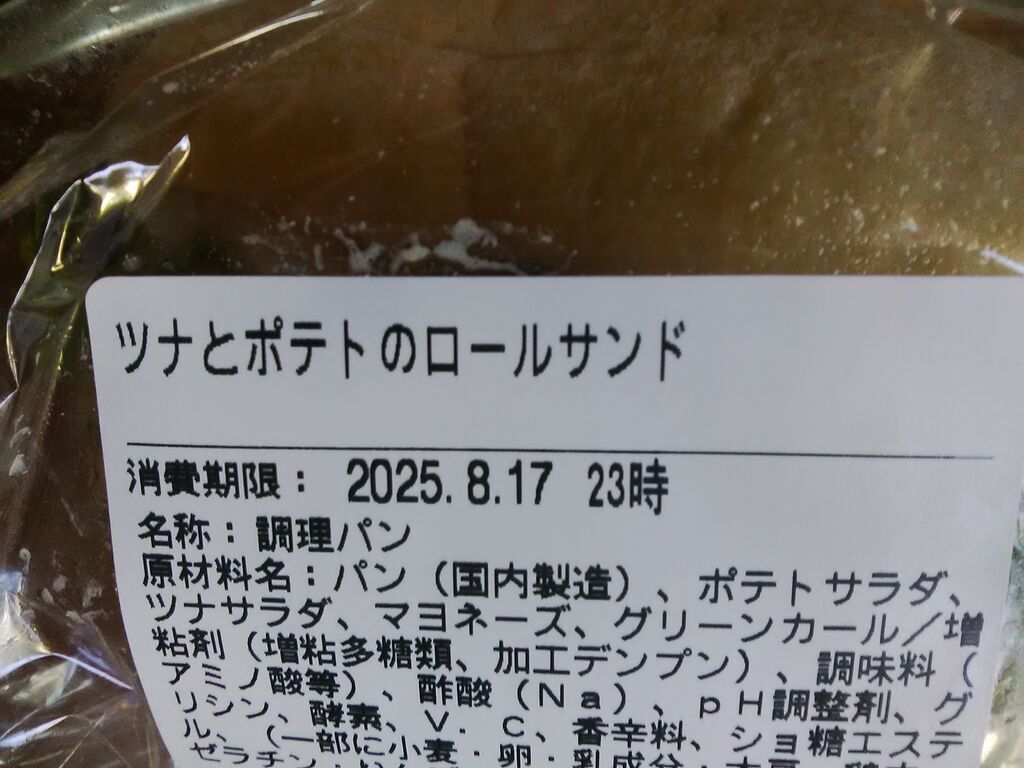 ツナとポテトのロールサンド
消費期限： 2025. 8.17 23時
名称：調理パン
原材料名：パン（国内製造）、ポテトサラダ、
ツナサラダ、マヨネーズ、グリーンカール／増
粘剤（増粘多糖類、加工デンプン）、調味料（
アミノ酸等）、酢酸（Ｎａ）、ｐＨ調整剤、グ
リシン、酵素、Ｖ．Ｃ、香辛料、ショ糖エステ
ル、（一部に小麦・卵・乳成分・大豆・
ゼラチン・